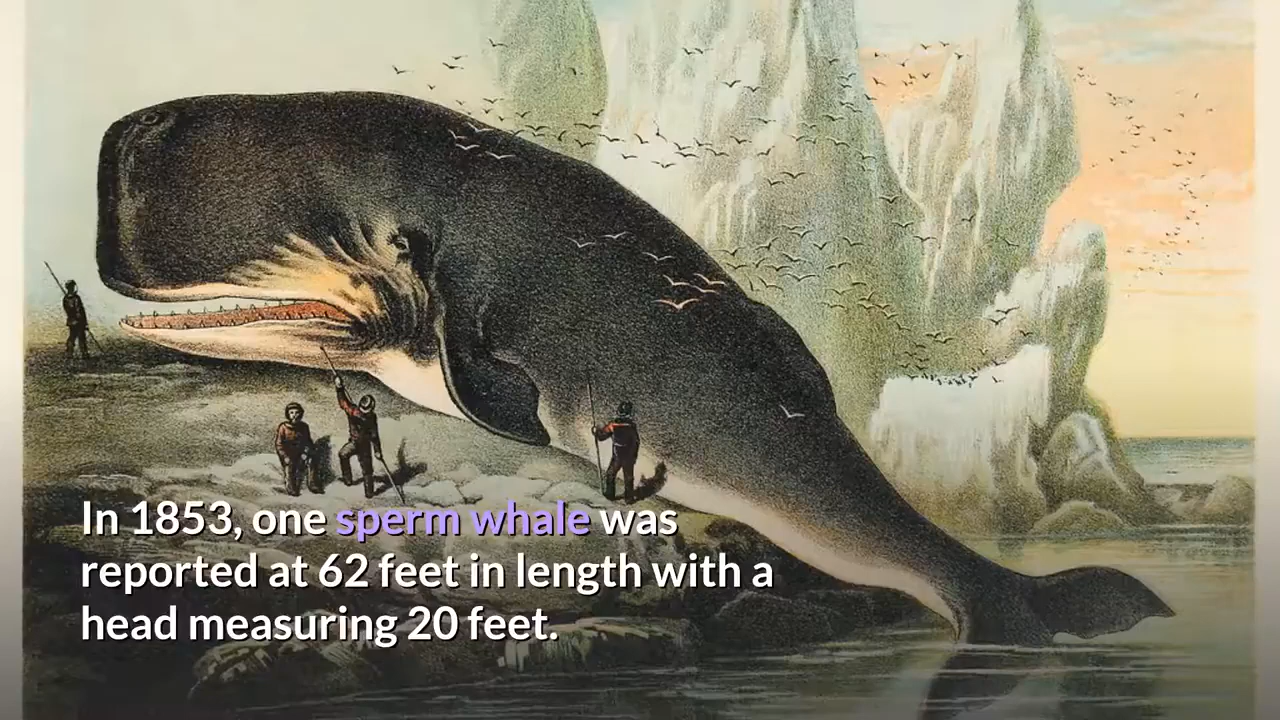 In 1853, one sperm whale was
reported at 62 feet in length with a
head measuring 20 feet.